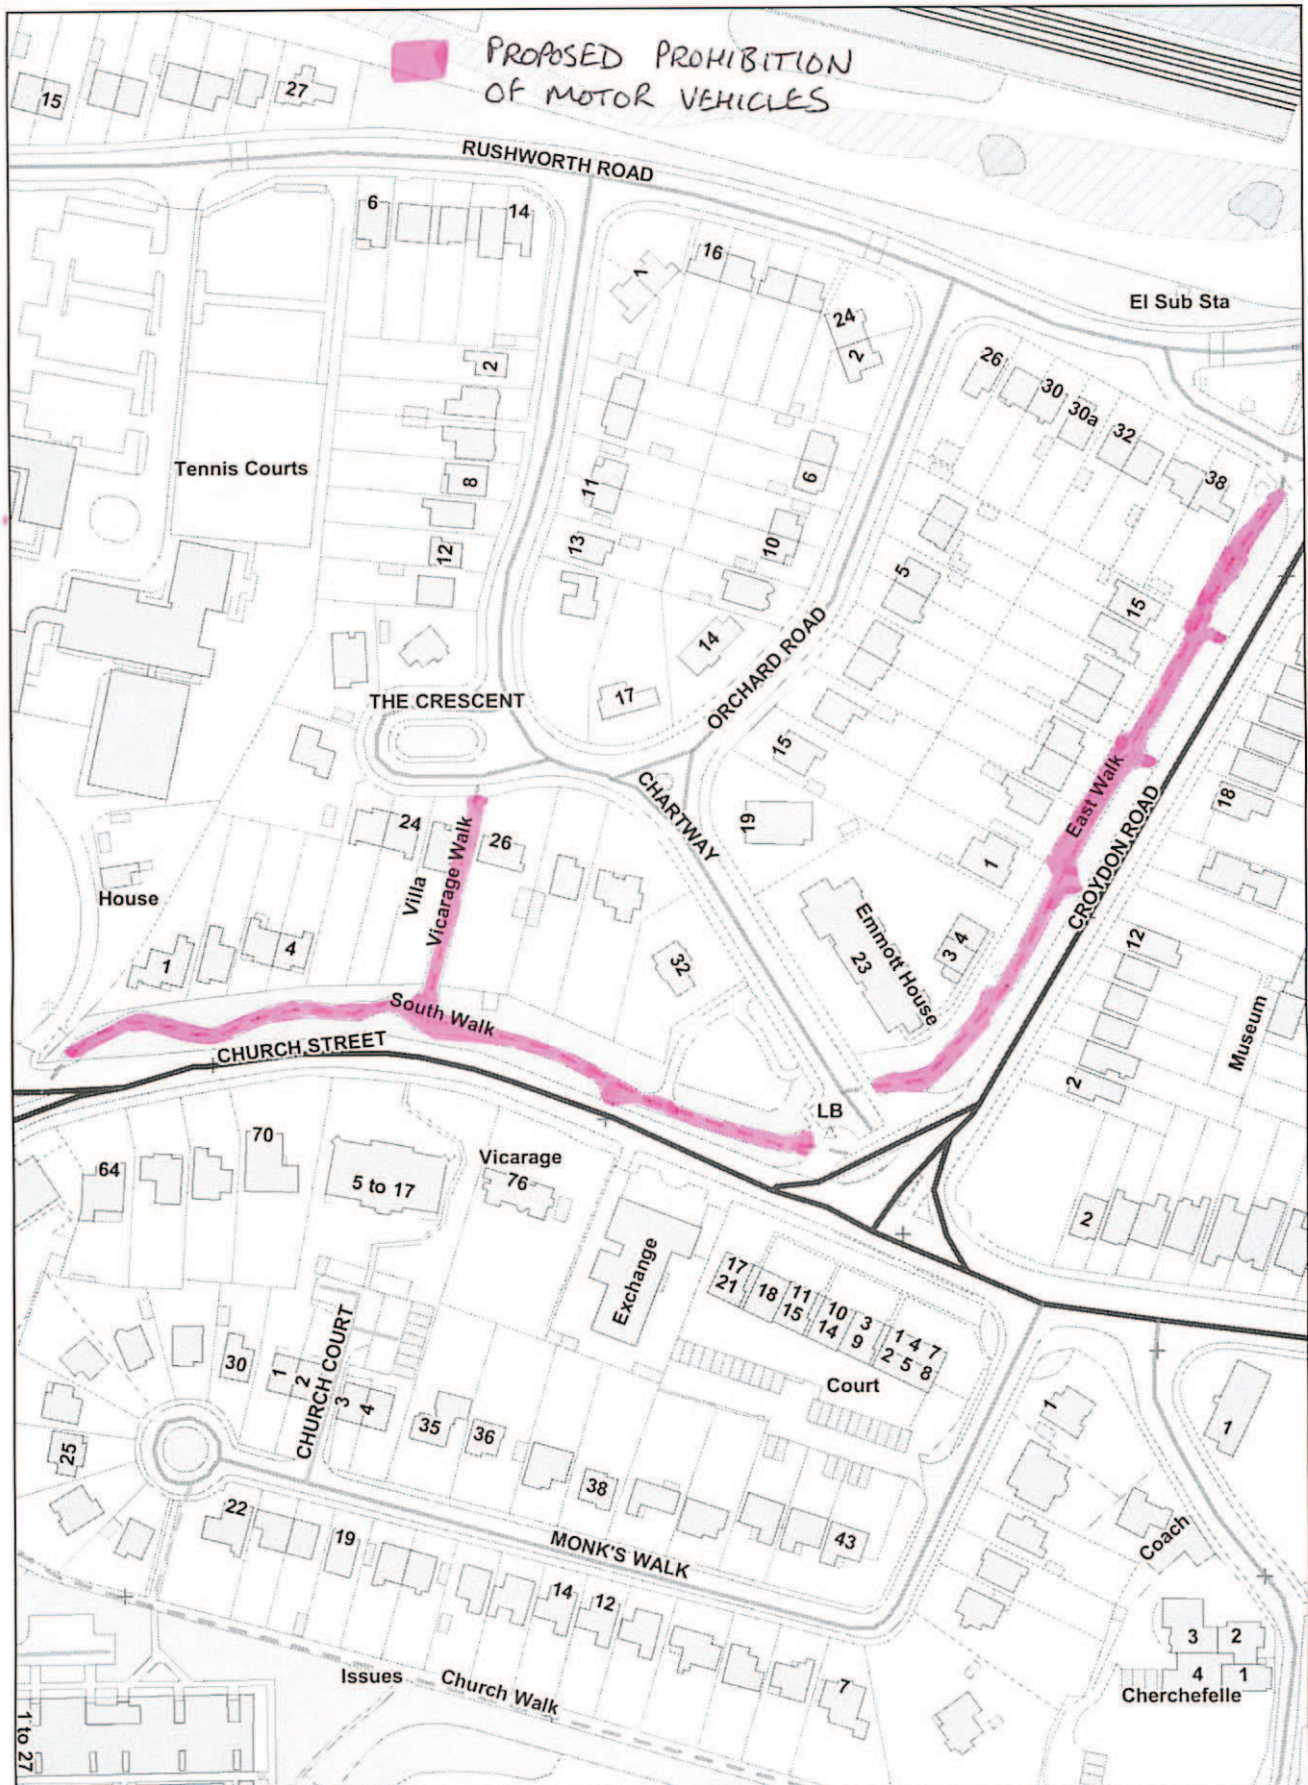 PROPOSED PROHIBITION
OF MOTOR VEHICLES
15
27
RUSHWORTH ROAD
6
14
1
16
24
2
El Sub Sta
2
26
30
30a
32
38
Tennis Courts
8
11
6
12
13
10
5
15
14
ORCHARD ROAD
17
THE CRESCENT
15
CHARTWAY
19
East Walk
CROYDON ROAD
18
24
26
Villa
Vicarage Walk
House
1
4
32
1
Emmott House
23
3 4
12
Museum
2
South Walk
CHURCH STREET
LB
64
70
5 to 17
Vicarage
76
Exchange
2
17
21
18
11
15
10
14
3
9
1 4 7
2 5 8
Court
CHURCH COURT
30
1
2
3
4
35
36
25
38
43
1
1
22
19
MONK'S WALK
14
12
Coach
7
3
2
4
1
Cherchefelle
Issues
Church Walk
1 to 27